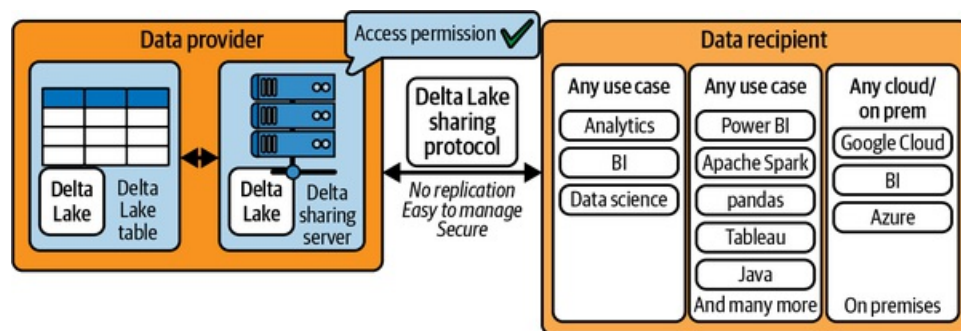 Data provider
Access permission
Delta
Lake
Delta
Lake
table
Delta
Lake
Delta
sharing
server
Delta Lake
sharing
protocol
No replication
Easy to manage
Secure
Data recipient
Any use case
Analytics
BI
Data science
Any use case
Power BI
Apache Spark
pandas
Tableau
Java
And many more
Any cloud/
on prem
Google Cloud
BI
Azure
On premises